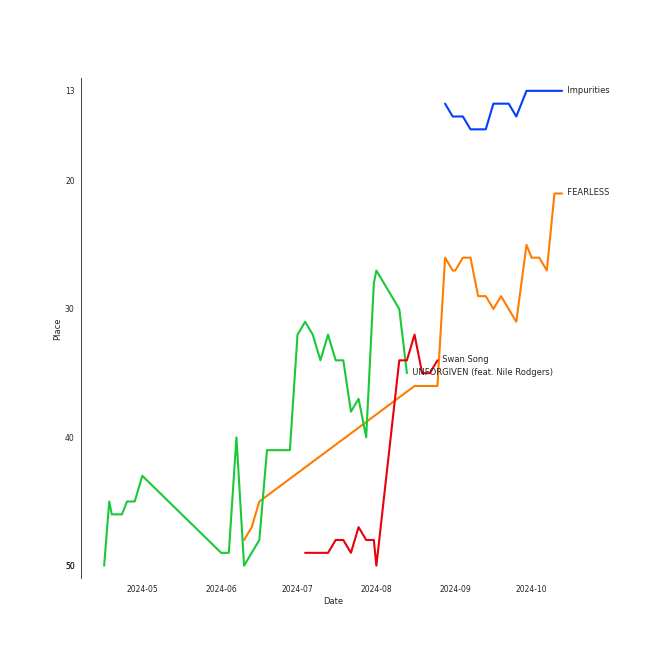 13
Impurities
20
FEARLESS
30
Place
Swan Song
UNFORGIVEN (feat. Nile Rodgers)
40
50
2024-05
2024-06
2024-07
2024-08
2024-09
2024-10
Date